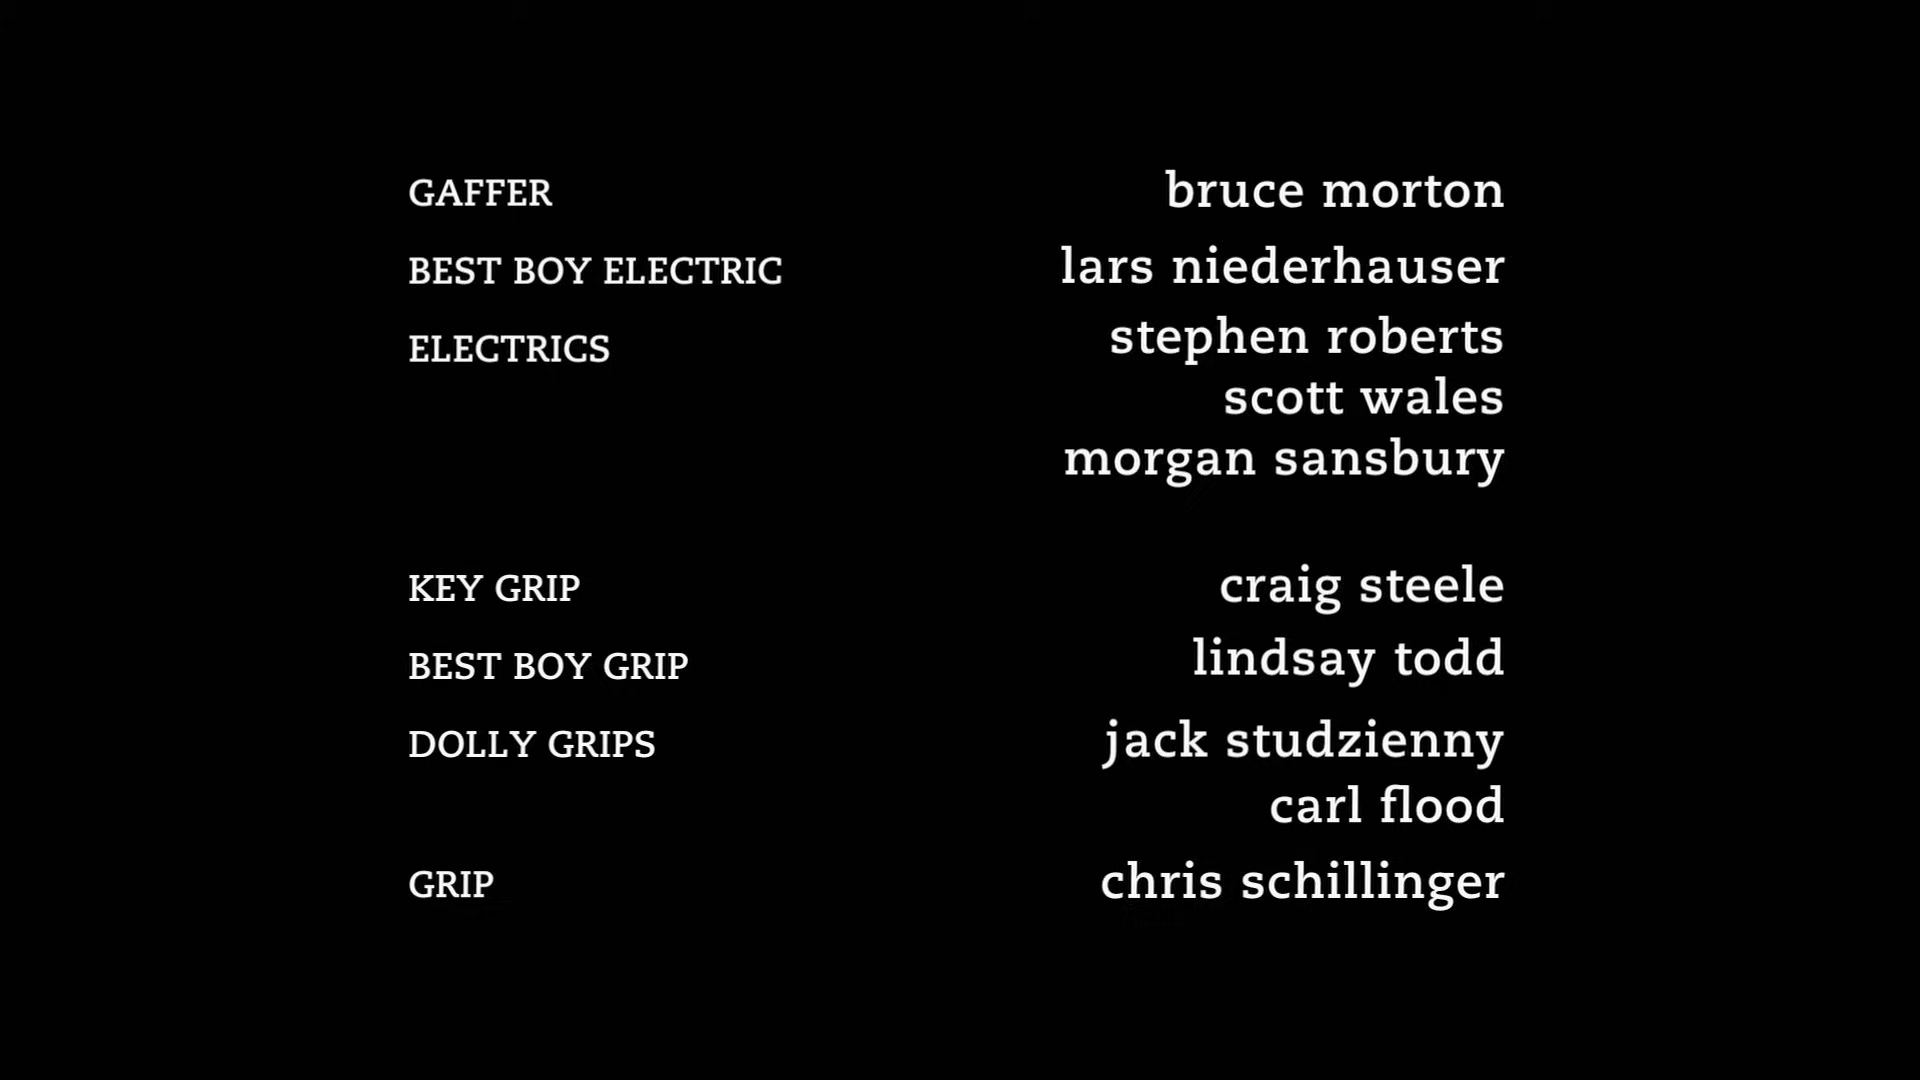 GAFFER bruce morton
BEST BOY ELECTRIC lars niederhauser
ELECTRICS stephen roberts
scott wales
morgan sansbury
KEY GRIP craig steele
BEST BOY GRIP lindsay todd
DOLLY GRIPS jack studzienny
carl flood
GRIP chris schillinger